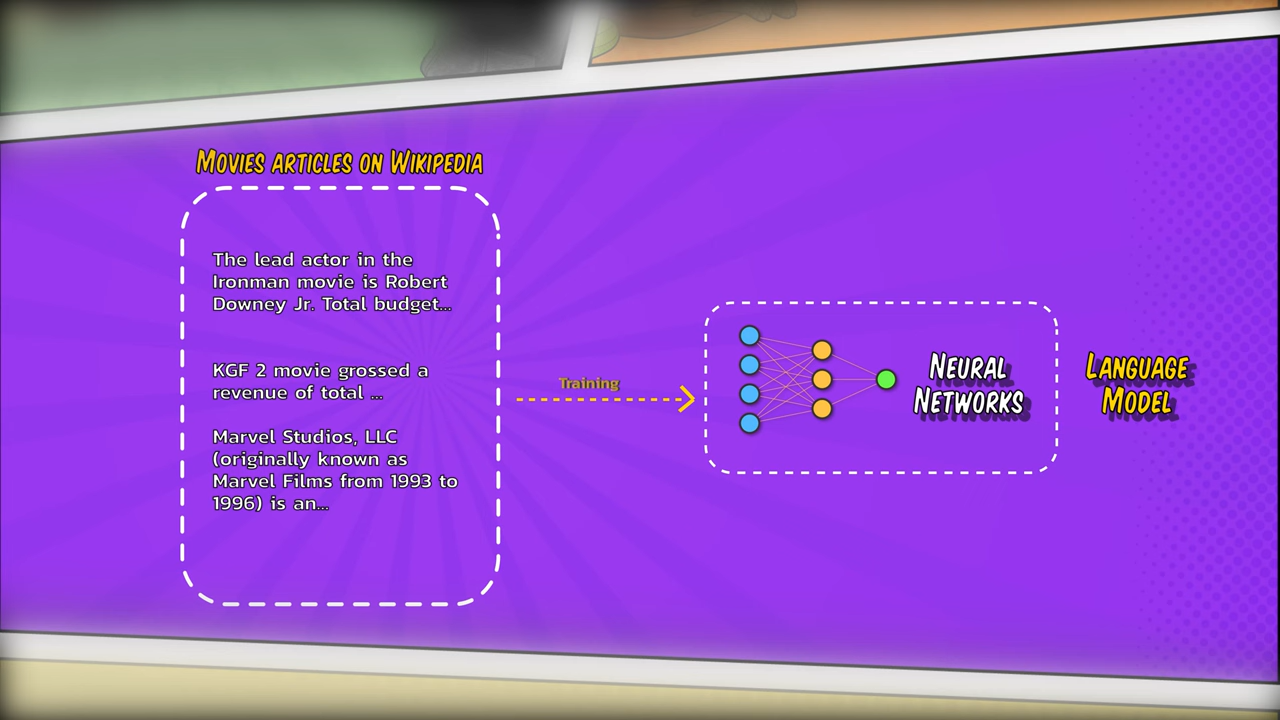 Movies articles on Wikipedia
The lead actor in the
Ironman movie is Robert
Downey Jr. Total budget...
KGF 2 movie grossed a
revenue of total ...
Marvel Studios, LLC
(originally known as
Marvel Films from 1993 to
1996) is an...
Training
Neural
Networks
Language
Model